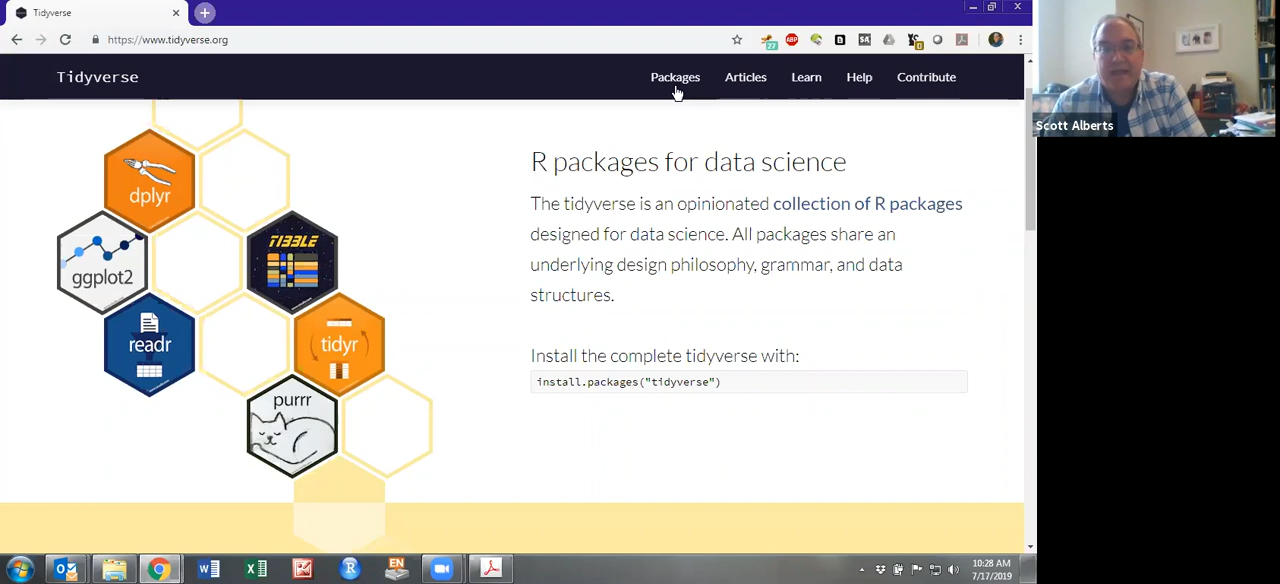 Tidyverse
https://www.tidyverse.org
27
ABP
Tidyverse
Packages
Articles
Learn
Help
Contribute
Scott Alberts
dplyr
TIBBLE
ggplot2
readr
tidyr
purrr
R packages for data science
The tidyverse is an opinionated collection of R packages
designed for data science. All packages share an
underlying design philosophy, grammar, and data
structures.
Install the complete tidyverse with:
install.packages("tidyverse")
EN
10:28 AM
7/17/2019